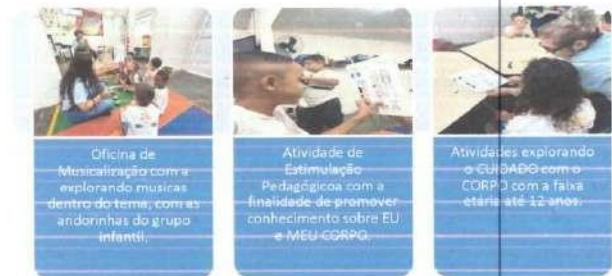 Oficina de
Musicalização com a
explorando musicas
dentro do tema, com as
andorinhas do grupo
infantil.
Atividade de
Estimulação
Pedagógicoa com a
finalidade de promover
conhecimento sobre EU
e MEU CORPO.
Atividades explorando
o CUIDADO com o
CORPO com a faixa
etária até 12 anos.